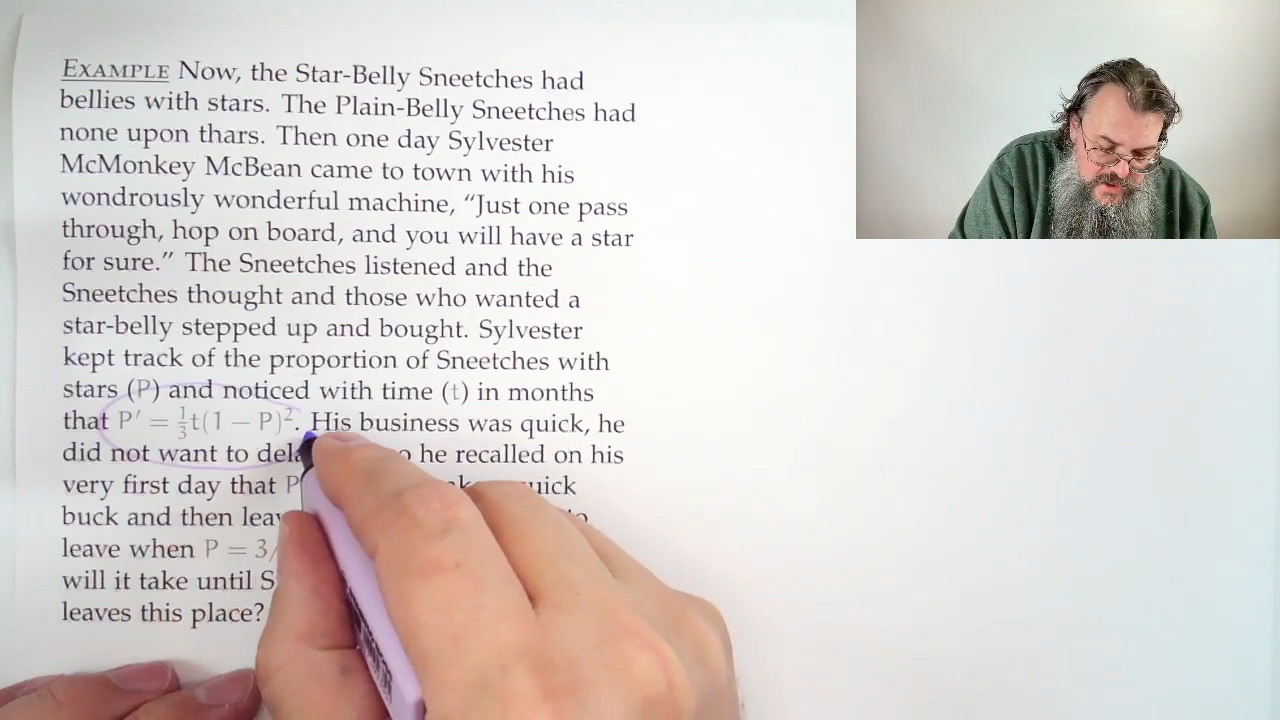 EXAMPLE Now, the Star-Belly Sneetches had
bellies with stars. The Plain-Belly Sneetches had
none upon thars. Then one day Sylvester
McMonkey McBean came to town with his
wondrously wonderful machine, “Just one pass
through, hop on board, and you will have a star
for sure.” The Sneetches listened and the
Sneetches thought and those who wanted a
star-belly stepped up and bought. Sylvester
kept track of the proportion of Sneetches with
stars (P) and noticed with time (t) in months
that P′ = 1/3 t(1 − P)². His business was quick, he
did not want to he recalled on his
very first day that P
buck and then
leave when P =
will it take until
leaves this place?